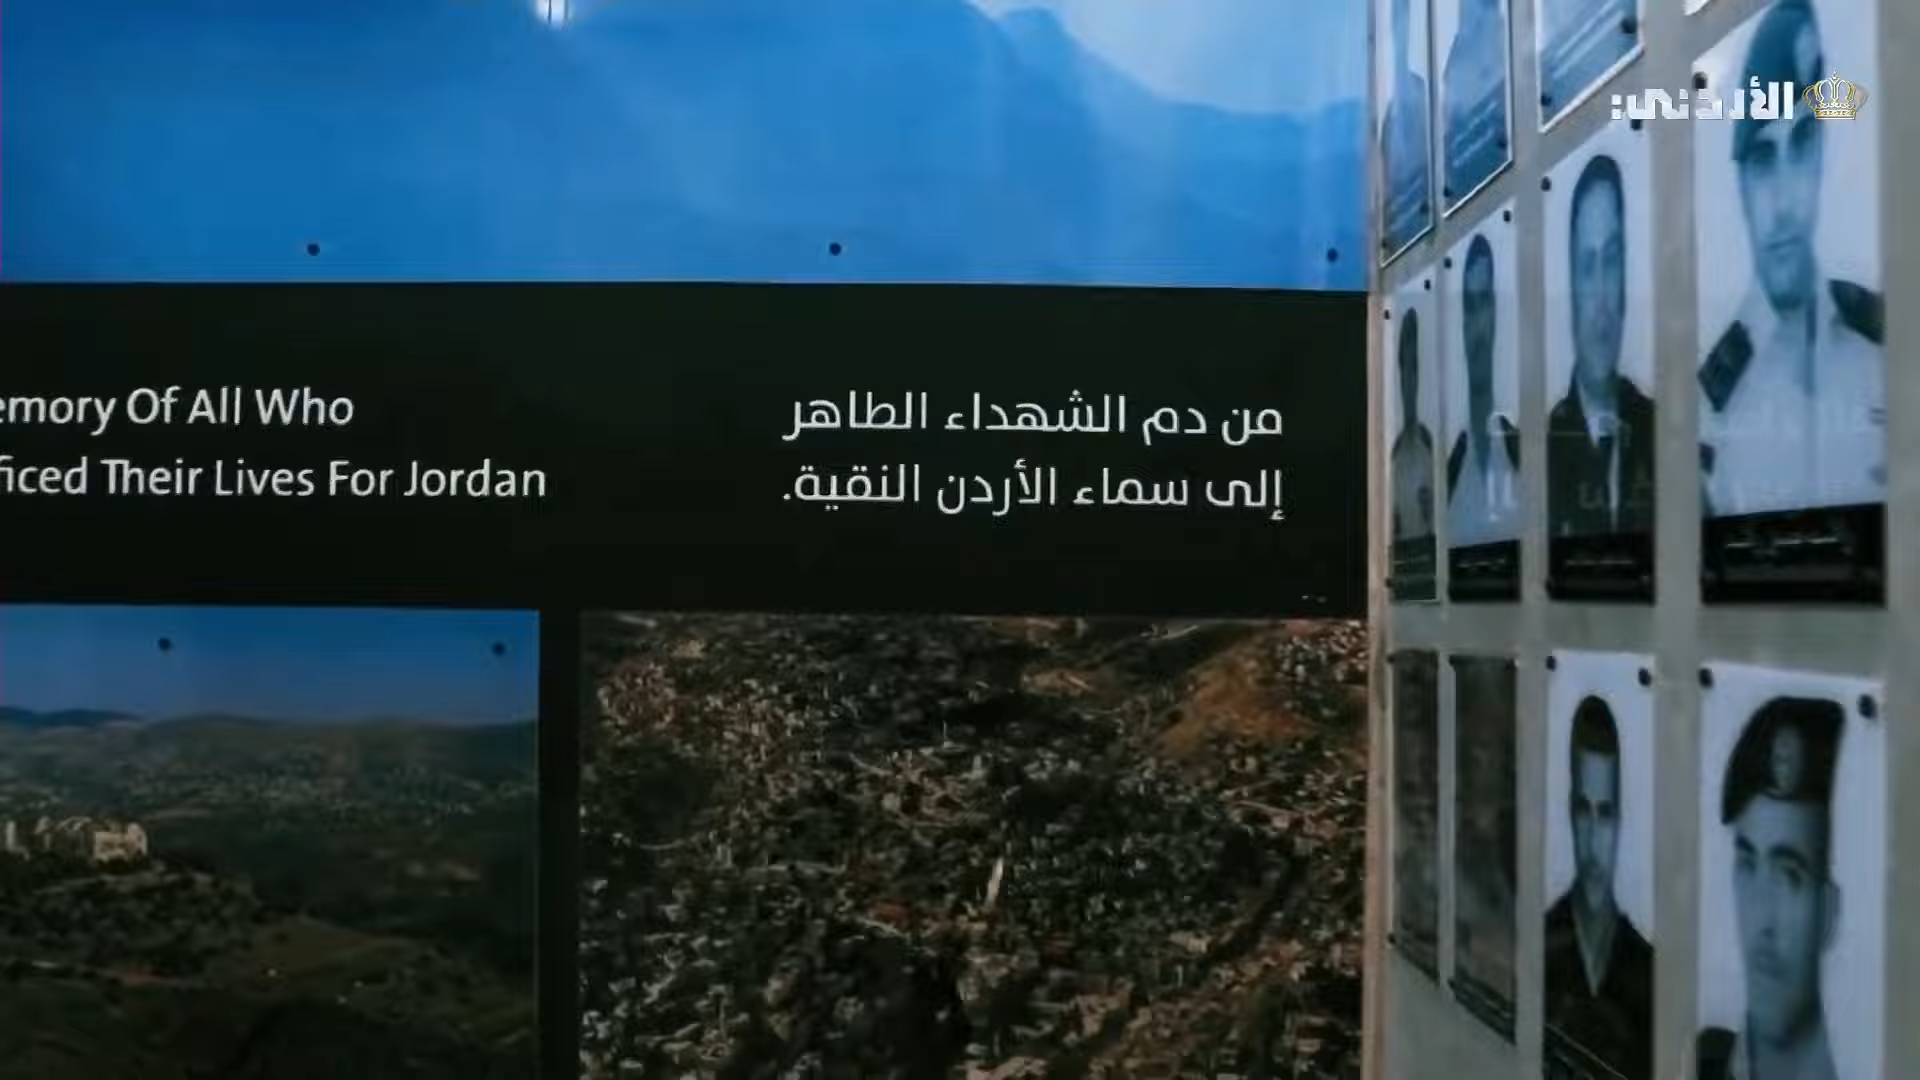 الأردني:
emory Of All Who
ficed Their Lives For Jordan
من دم الشهداء الطاهر
إلى سماء الأردن النقية.